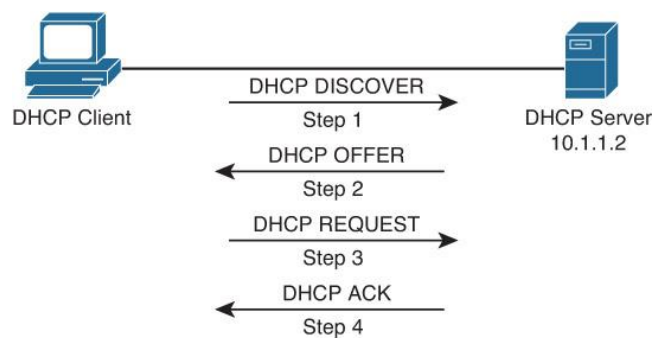 DHCP Client
DHCP Server
10.1.1.2
DHCP DISCOVER
Step 1
DHCP OFFER
Step 2
DHCP REQUEST
Step 3
DHCP ACK
Step 4